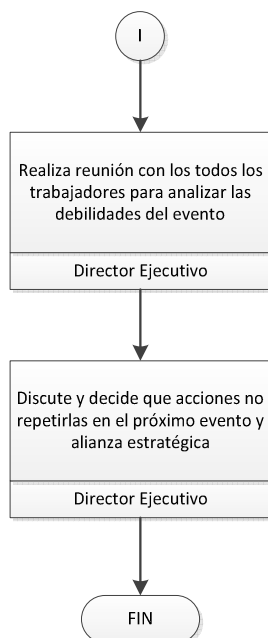 I
Realiza reunión con los todos los
trabajadores para analizar las
debilidades del evento
Director Ejecutivo
Discute y decide que acciones no
repetirlas en el próximo evento y
alianza estratégica
Director Ejecutivo
FIN